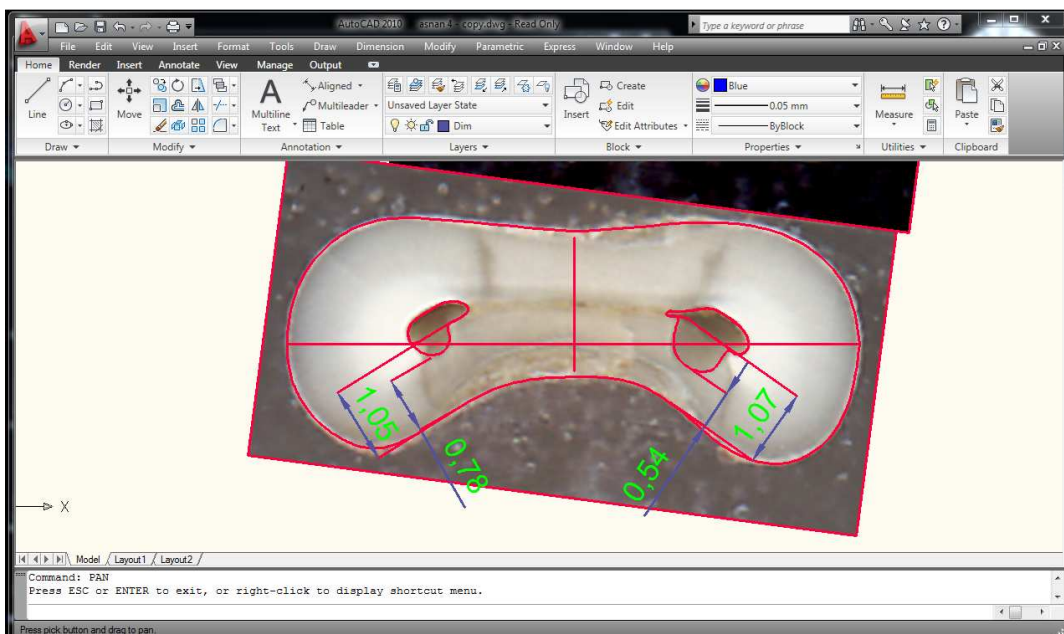 AutoCAD 2010 asnan 4 - copy.dwg - Read Only
Type a keyword or phrase
File Edit View Insert Format Tools Draw Dimension Modify Parametric Express Window Help
Home Render Insert Annotate View Manage Output
Line
Move
A
Multiline Text
Aligned
Multileader
Table
Unsaved Layer State
Dim
Insert
Create
Edit
Edit Attributes
Blue
0.05 mm
ByBlock
Measure
Paste
Draw Modify Annotation Layers Block Properties Utilities Clipboard
1,05
0,78
0,54
1,07
X
Model Layout1 Layout2
Command: PAN
Press ESC or ENTER to exit, or right-click to display shortcut menu.
Press pick button and drag to pan.